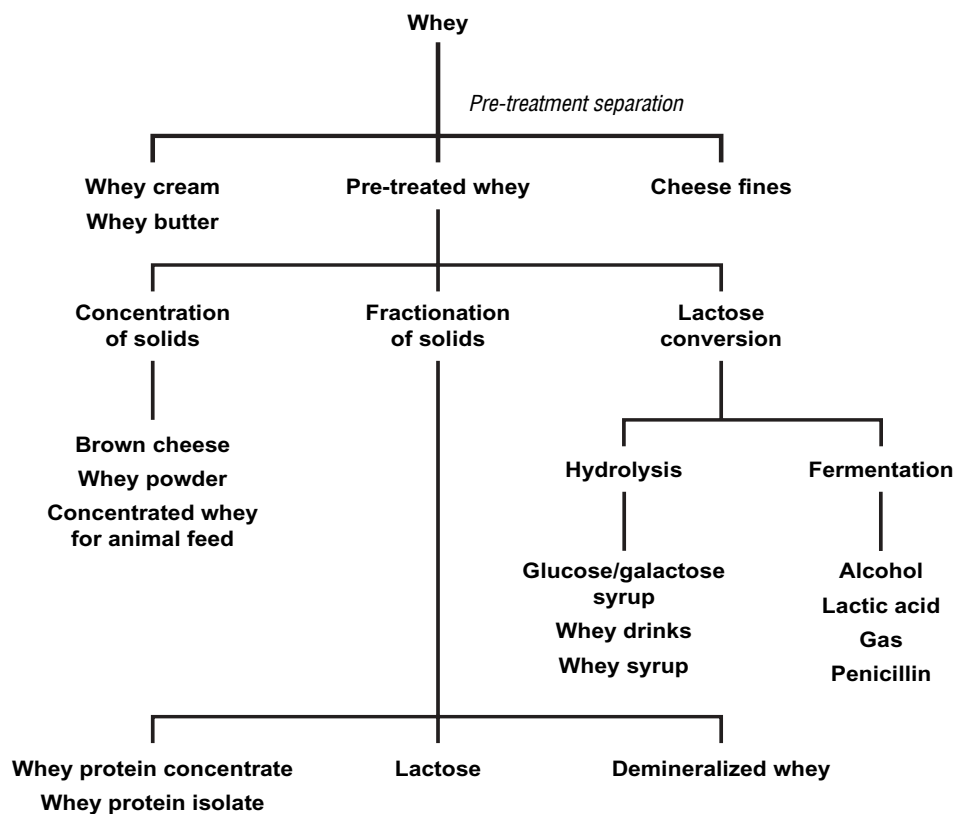 Whey
Pre-treatment separation
Whey cream
Whey butter
Pre-treated whey
Cheese fines
Concentration
of solids
Fractionation
of solids
Lactose
conversion
Brown cheese
Whey powder
Concentrated whey
for animal feed
Hydrolysis
Fermentation
Glucose/galactose
syrup
Whey drinks
Whey syrup
Alcohol
Lactic acid
Gas
Penicillin
Whey protein concentrate
Whey protein isolate
Lactose
Demineralized whey